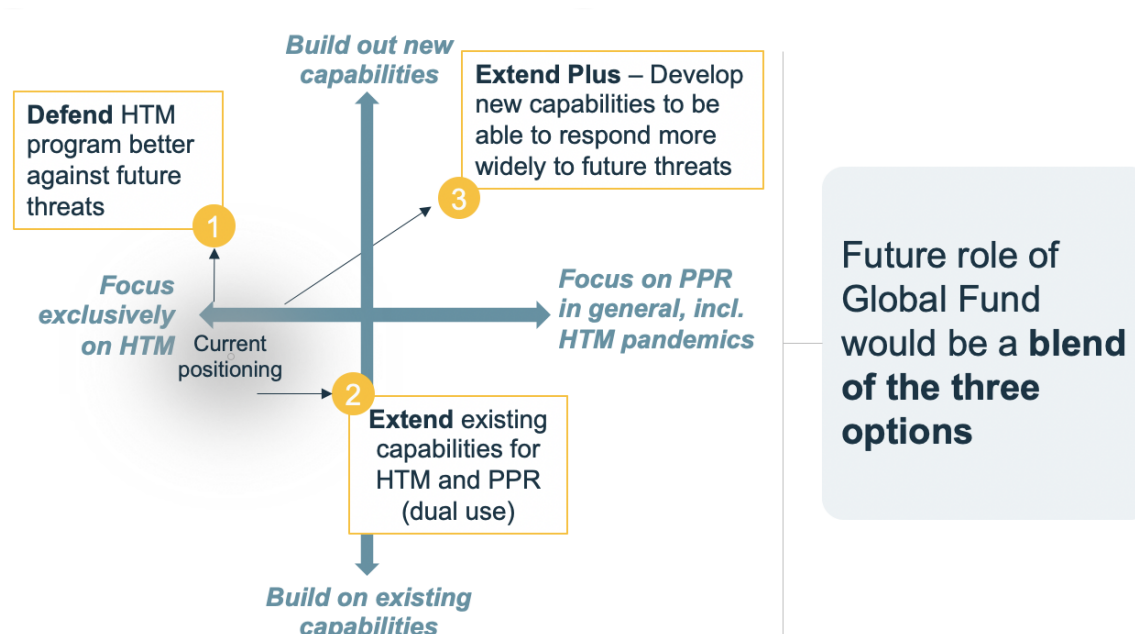 Build out new
capabilities
Extend Plus – Develop
new capabilities to be
able to respond more
widely to future threats
Defend HTM
program better
against future
threats
1
3
Focus
exclusively
on HTM
Focus on PPR
in general, incl.
HTM pandemics
Current
positioning
2
Extend existing
capabilities for
HTM and PPR
(dual use)
Build on existing
capabilities
Future role of
Global Fund
would be a blend
of the three
options